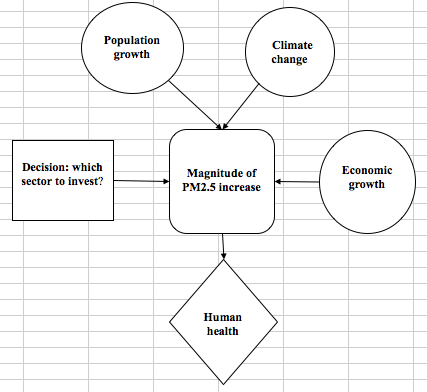 Population
growth
Climate
change
Decision: which
sector to invest?
Magnitude of
PM2.5 increase
Economic
growth
Human
health